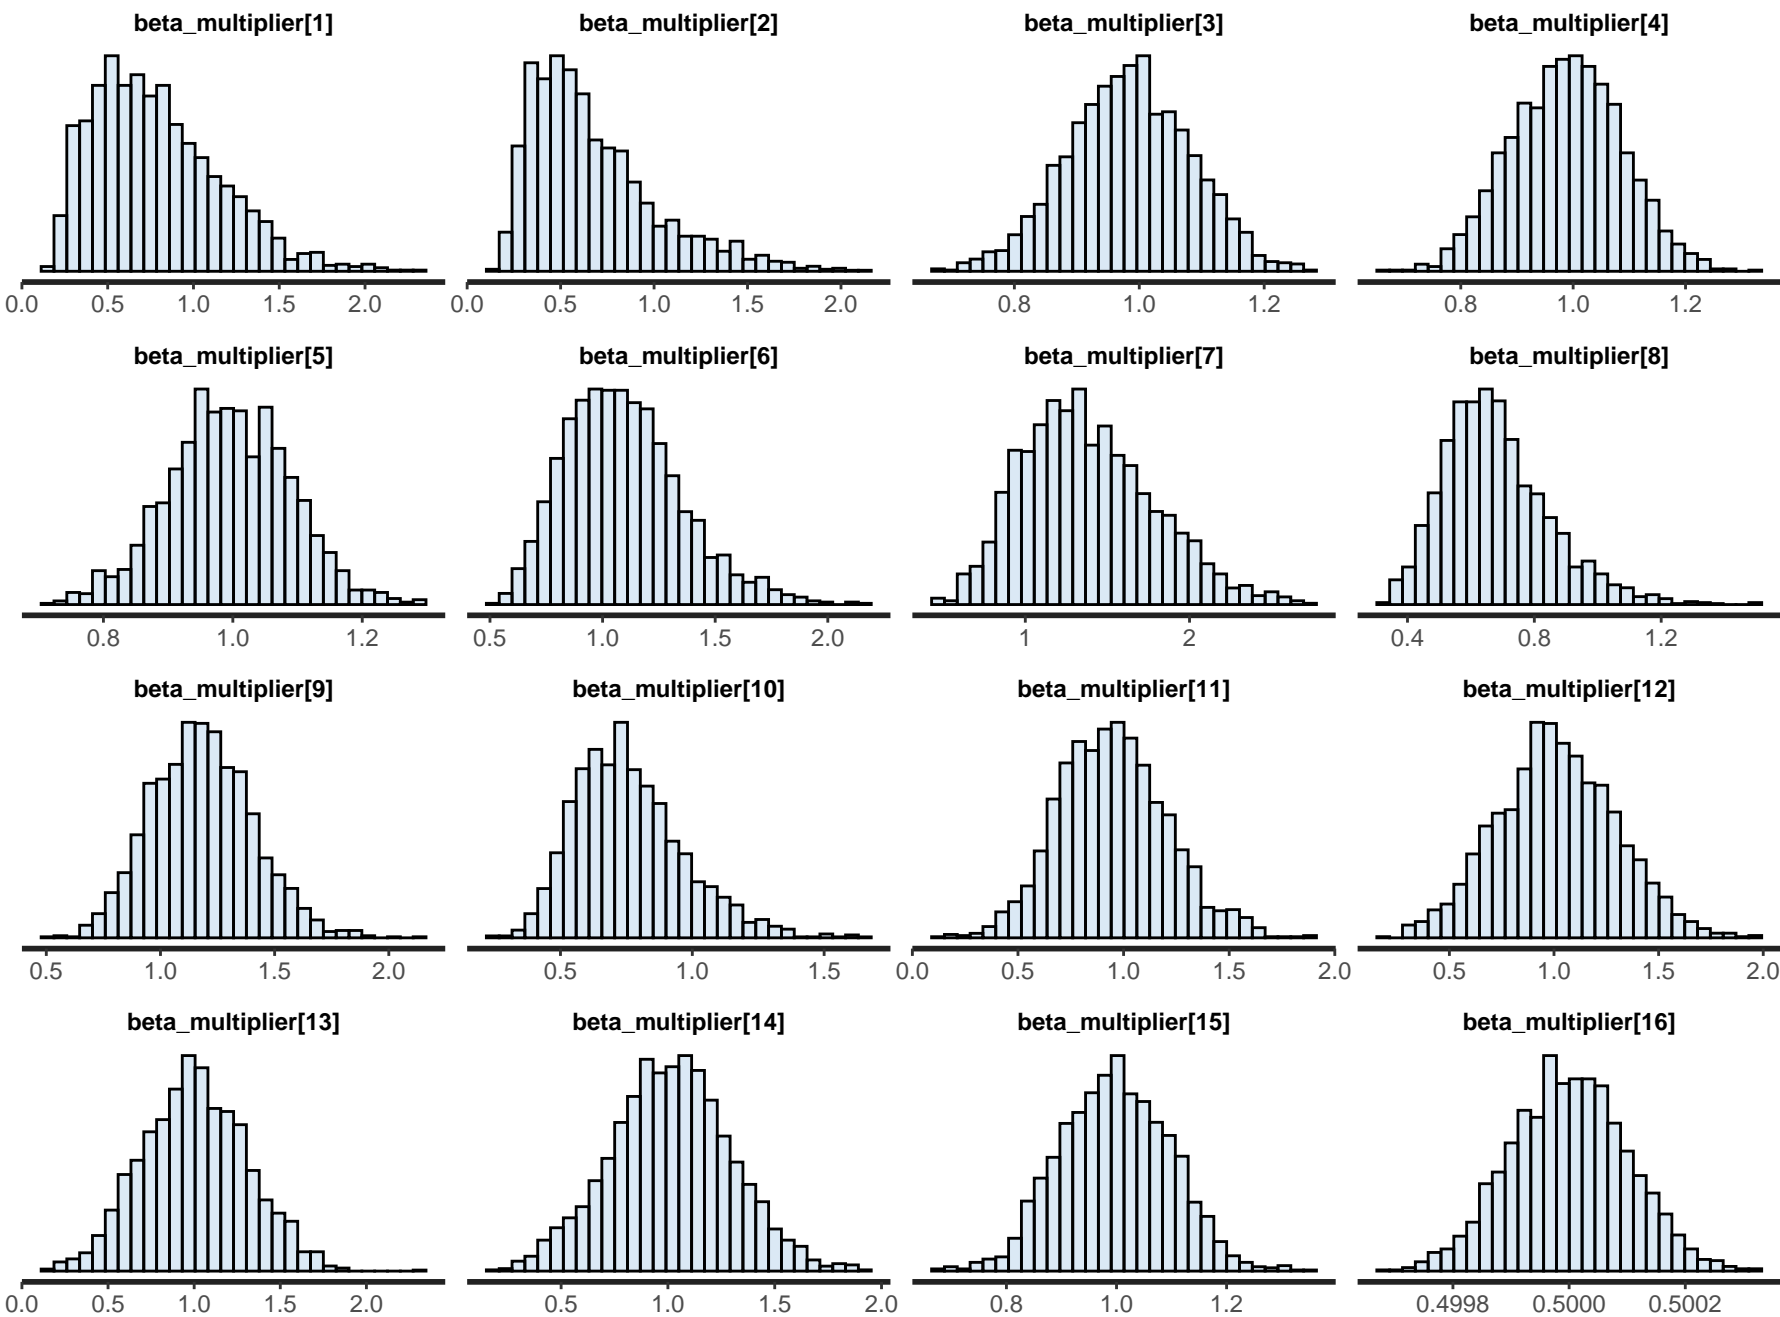 beta_multiplier[1] beta_multiplier[2] beta_multiplier[3] beta_multiplier[4]
0.0 0.5 1.0 1.5 2.0 0.0 0.5 1.0 1.5 2.0 0.8 1.0 1.2 0.8 1.0 1.2
beta_multiplier[5] beta_multiplier[6] beta_multiplier[7] beta_multiplier[8]
0.8 1.0 1.2 0.5 1.0 1.5 2.0 1 2 0.4 0.8 1.2
beta_multiplier[9] beta_multiplier[10] beta_multiplier[11] beta_multiplier[12]
0.5 1.0 1.5 2.0 0.5 1.0 1.5 0.0 0.5 1.0 1.5 2.0 0.5 1.0 1.5 2.0
beta_multiplier[13] beta_multiplier[14] beta_multiplier[15] beta_multiplier[16]
0.0 0.5 1.0 1.5 2.0 0.5 1.0 1.5 2.0 0.8 1.0 1.2 0.4998 0.5000 0.5002